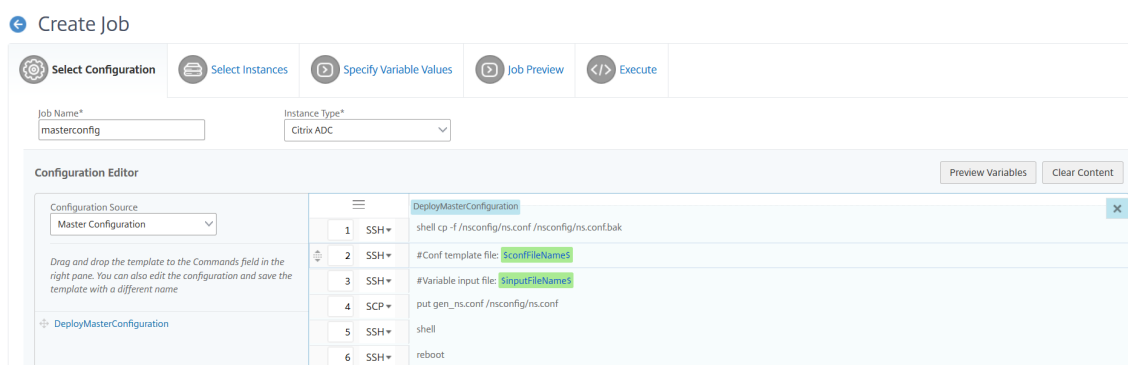 Create Job
Select Configuration
Select Instances
Specify Variable Values
Job Preview
Execute
Job Name*
Instance Type*
masterconfig
Citrix ADC
Configuration Editor
Preview Variables
Clear Content
Configuration Source
Master Configuration
Drag and drop the template to the Commands field in the
right pane. You can also edit the configuration and save the
template with a different name
DeployMasterConfiguration
DeployMasterConfiguration
1 SSH shell cp -f /nsconfig/ns.conf /nsconfig/ns.conf.bak
2 SSH #Conf template file: $confFileName$
3 SSH #Variable input file: $inputFileName$
4 SCP put gen_ns.conf /nsconfig/ns.conf
5 SSH shell
6 SSH reboot